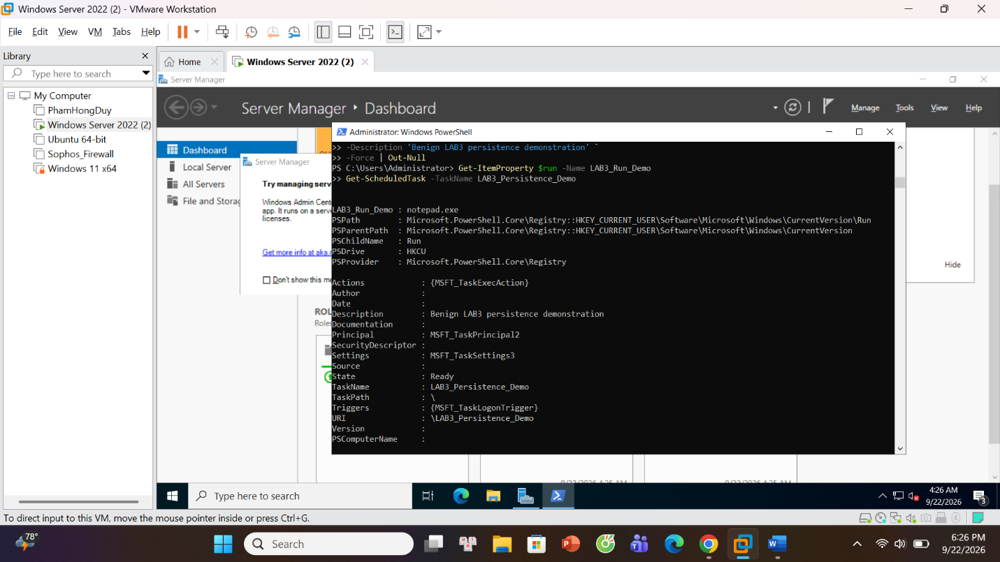 Windows Server 2022 (2) - VMware Workstation
File Edit View VM Tabs Help
Library
Type here to search
My Computer
PhamHongDuy
Windows Server 2022 (2)
Ubuntu 64-bit
Sophos_Firewall
Windows 11 x64
Home
Windows Server 2022 (2)
Server Manager
Server Manager ‣ Dashboard
Manage Tools View Help
Dashboard
Local Server
All Servers
File and Storag
Server Manager
Try managing serv
Windows Admin Cent
app. It runs on a serve
licenses.
Get more info at aka.m
Don't show this me
ROL
Roles
Hide
Administrator: Windows PowerShell
>> -Description 'Benign LAB3 persistence demonstration' `
>> -Force | Out-Null
PS C:\Users\Administrator> Get-ItemProperty $run -Name LAB3_Run_Demo
>> Get-ScheduledTask -TaskName LAB3_Persistence_Demo
LAB3_Run_Demo : notepad.exe
PSPath : Microsoft.PowerShell.Core\Registry::HKEY_CURRENT_USER\Software\Microsoft\Windows\CurrentVersion\Run
PSParentPath : Microsoft.PowerShell.Core\Registry::HKEY_CURRENT_USER\Software\Microsoft\Windows\CurrentVersion
PSChildName : Run
PSDrive : HKCU
PSProvider : Microsoft.PowerShell.Core\Registry
Actions : {MSFT_TaskExecAction}
Author :
Date :
Description : Benign LAB3 persistence demonstration
Documentation :
Principal : MSFT_TaskPrincipal2
SecurityDescriptor :
Settings : MSFT_TaskSettings3
Source :
State : Ready
TaskName : LAB3_Persistence_Demo
TaskPath : \
Triggers : {MSFT_TaskLogonTrigger}
URI : \LAB3_Persistence_Demo
Version :
PSComputerName :
Type here to search
4:26 AM
9/22/2026
3
To direct input to this VM, move the mouse pointer inside or press Ctrl+G.
78°
Search
6:26 PM
9/22/2026